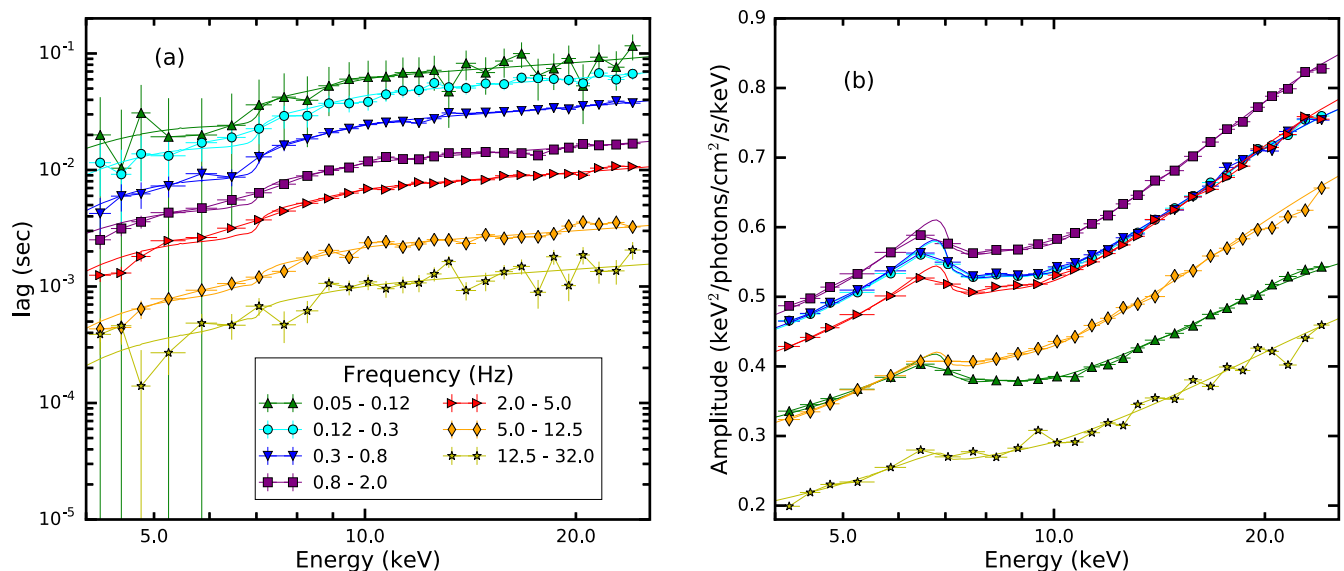 (a)
lag (sec)
10⁻¹
10⁻²
10⁻³
10⁻⁴
10⁻⁵
5.0 10.0 20.0
Energy (keV)
Frequency (Hz)
0.05 - 0.12
0.12 - 0.3
0.3 - 0.8
0.8 - 2.0
2.0 - 5.0
5.0 - 12.5
12.5 - 32.0
(b)
Amplitude (keV²/photons/cm²/s/keV)
0.9
0.8
0.7
0.6
0.5
0.4
0.3
0.2
5.0 10.0 20.0
Energy (keV)